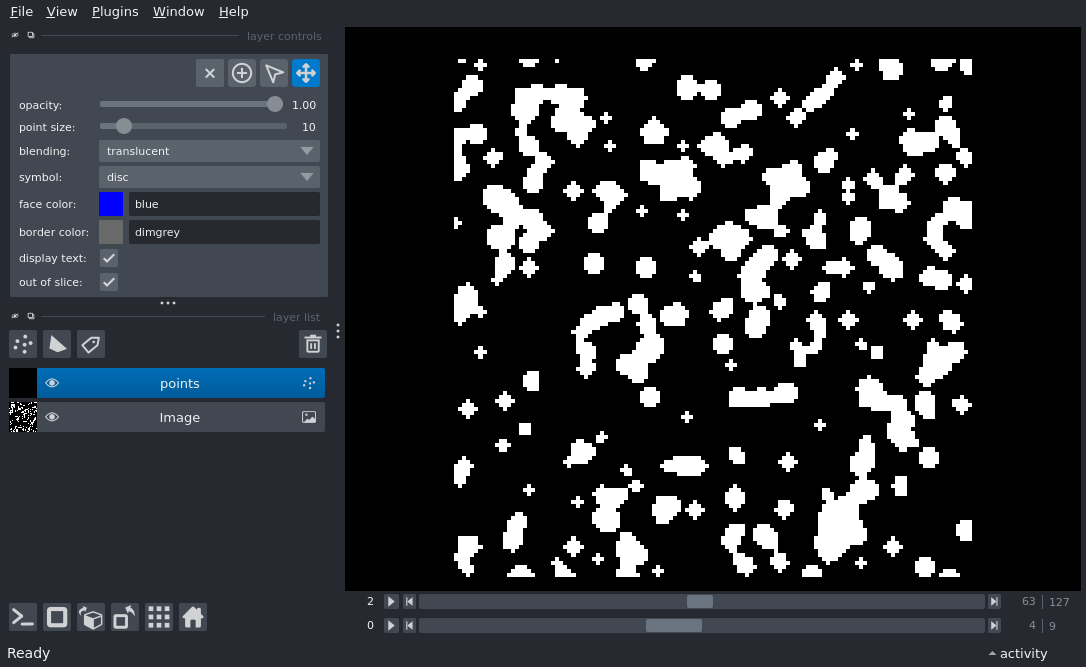 File View Plugins Window Help
layer controls
opacity: 1.00
point size: 10
blending: translucent
symbol: disc
face color: blue
border color: dimgrey
display text:
out of slice:
layer list
points
Image
2 63 127
0 4 9
Ready activity